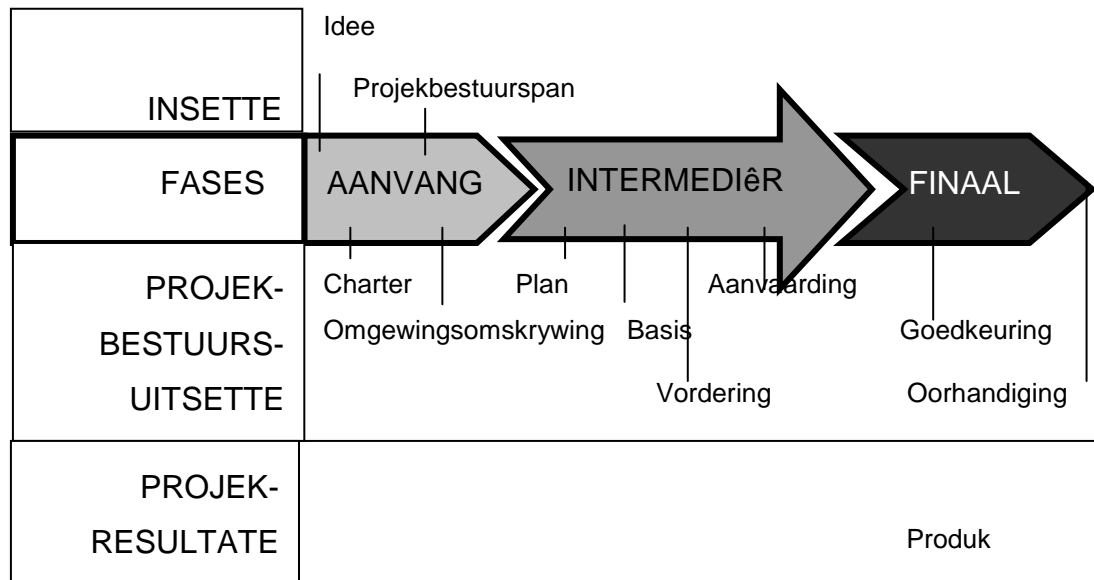 Idee
Projekbestuurspan
INSETTE
FASES
AANVANG
INTERMEDIêR
FINAAL
PROJEK-
BESTUURS-
UITSETTE
Charter
Plan
Aanvaarding
Omgewingsomskrywing
Basis
Goedkeuring
Vordering
Oorhandiging
PROJEK-
RESULTATE
Produk